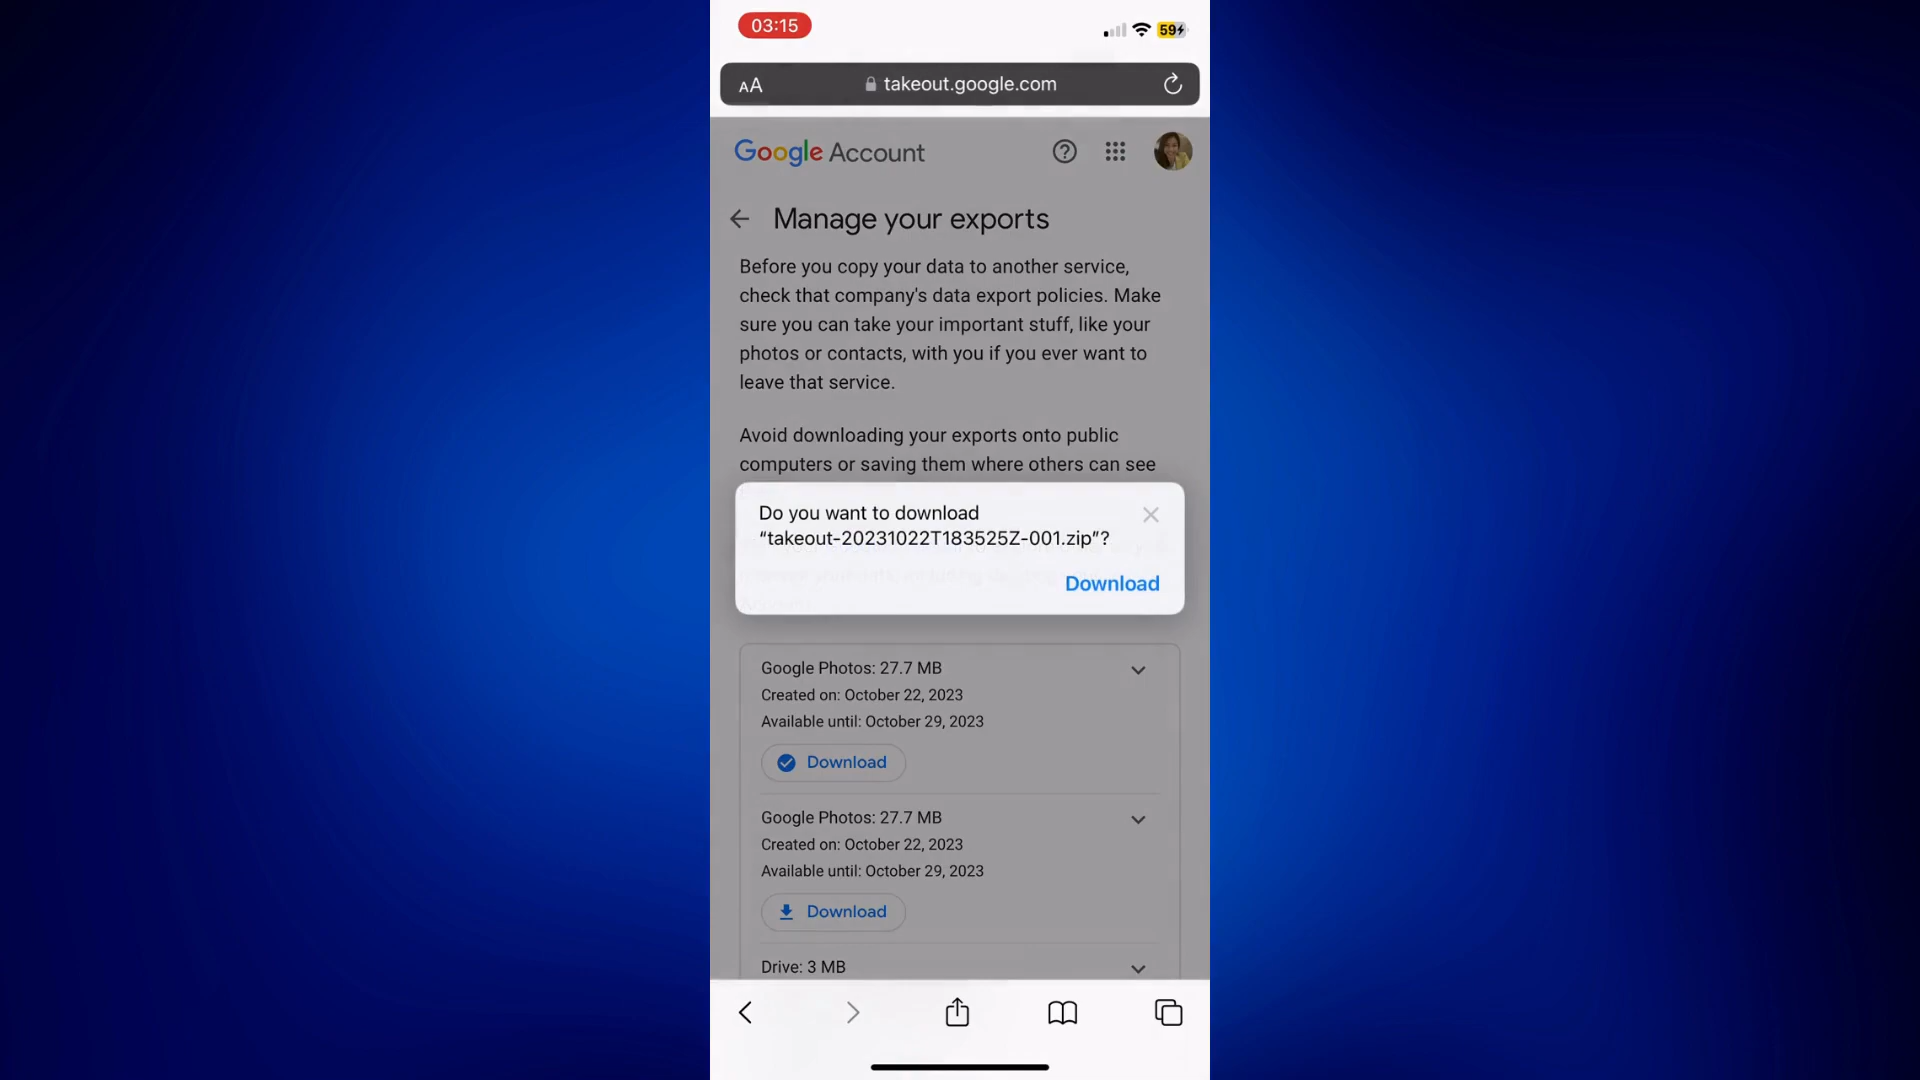 03:15
59
AA takeout.google.com
Google Account
Manage your exports
Before you copy your data to another service,
check that company's data export policies. Make
sure you can take your important stuff, like your
photos or contacts, with you if you ever want to
leave that service.
Avoid downloading your exports onto public
computers or saving them where others can see
Do you want to download
“takeout-20231022T183525Z-001.zip”?
Download
Google Photos: 27.7 MB
Created on: October 22, 2023
Available until: October 29, 2023
Download
Google Photos: 27.7 MB
Created on: October 22, 2023
Available until: October 29, 2023
Download
Drive: 3 MB